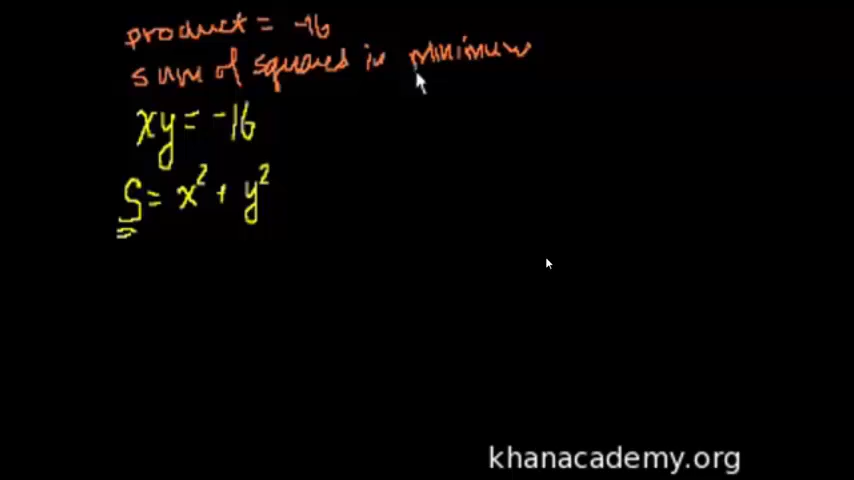 product = -16
sum of squares is minimum
xy = -16
S = x² + y²
khanacademy.org